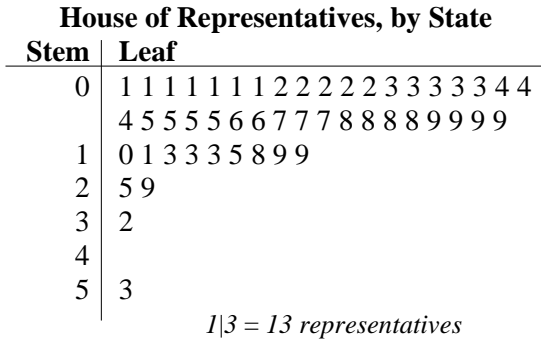 House of Representatives, by State
Stem Leaf
0 1 1 1 1 1 1 1 2 2 2 2 2 3 3 3 3 3 4 4
4 5 5 5 5 6 6 7 7 7 8 8 8 8 9 9 9 9
1 0 1 3 3 3 5 8 9 9
2 5 9
3 2
4
5 3
1|3 = 13 representatives